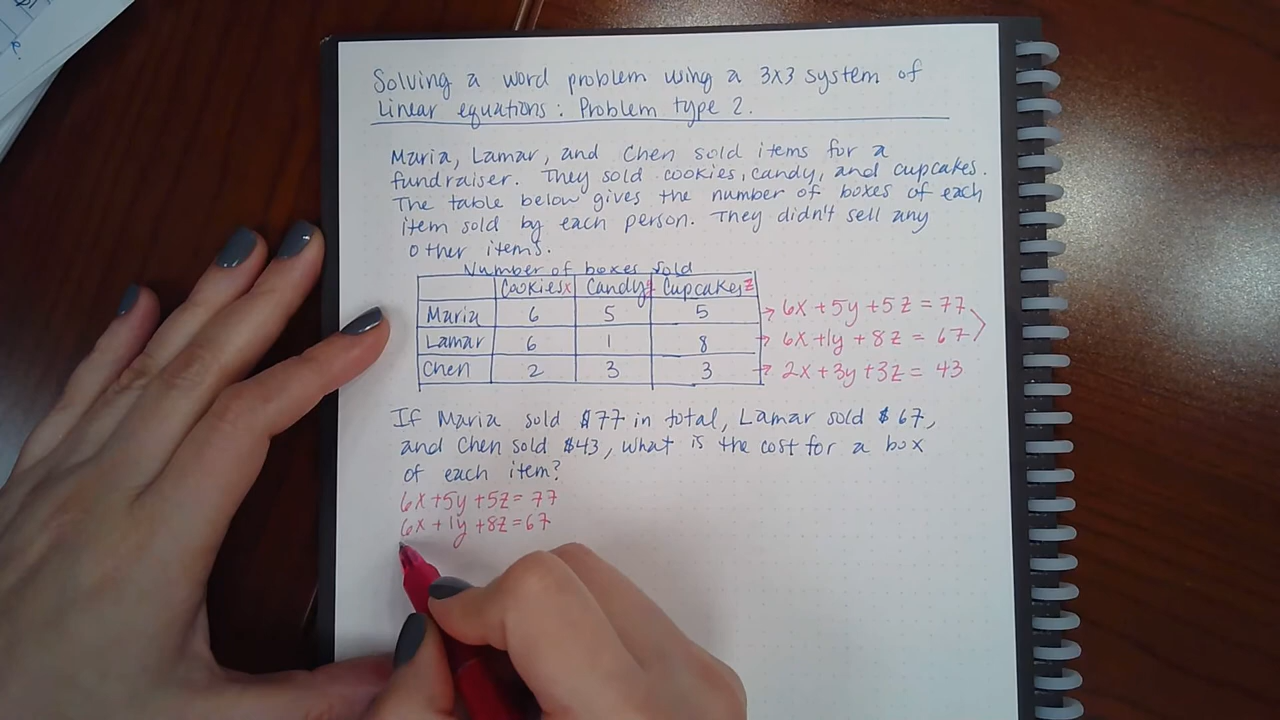 Solving a word problem using a 3x3 system of
Linear equations: Problem type 2.
Maria, Lamar, and Chen sold items for a
fundraiser. They sold cookies, candy, and cupcakes.
The table below gives the number of boxes of each
item sold by each person. They didn't sell any
other items.
Number of boxes sold
Cookies x Candy y Cupcakes z
Maria 6 5 5 → 6x + 5y + 5z = 77
Lamar 6 1 8 → 6x + 1y + 8z = 67
Chen 2 3 3 → 2x + 3y + 3z = 43
If Maria sold $77 in total, Lamar sold $67,
and Chen sold $43, what is the cost for a box
of each item?
6x + 5y + 5z = 77
6x + 1y + 8z = 67